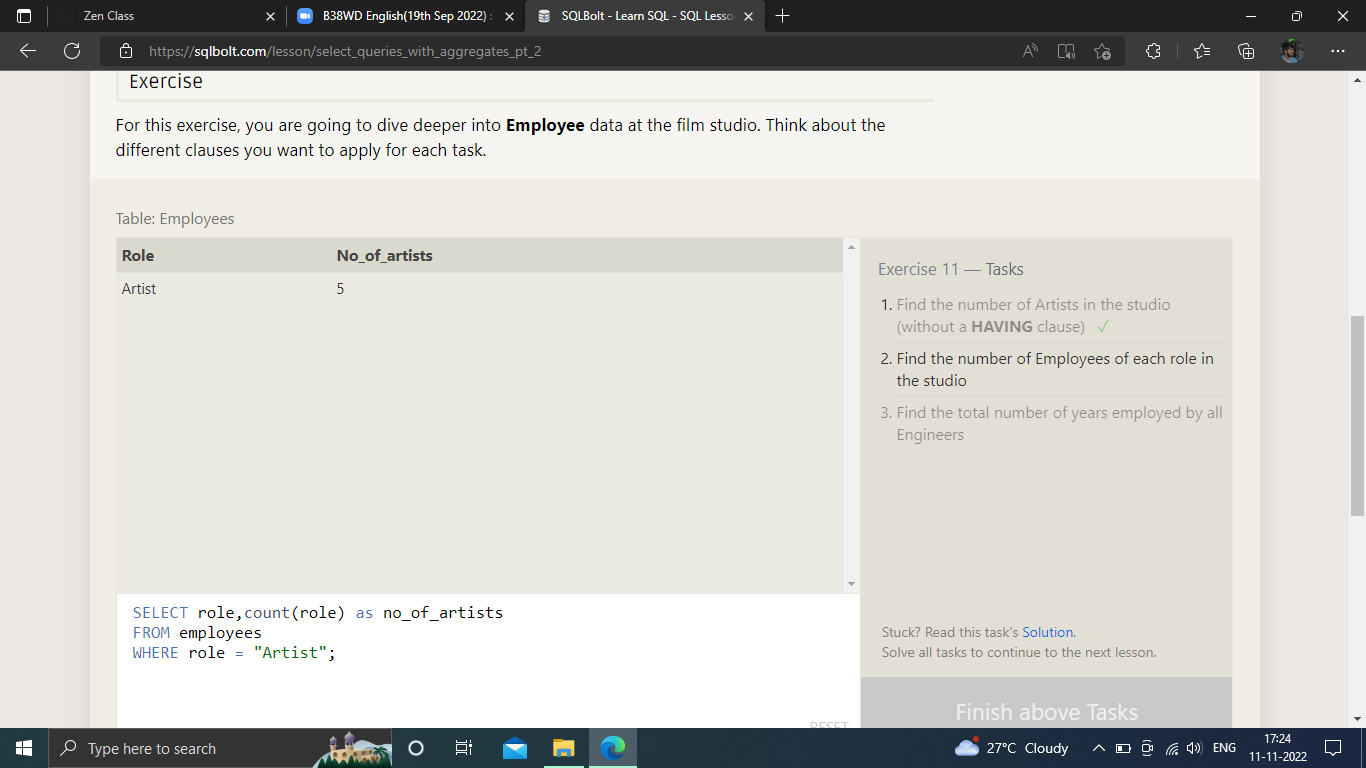 Zen Class
B38WD English(19th Sep 2022) :
SQLBolt - Learn SQL - SQL Lesso
https://sqlbolt.com/lesson/select_queries_with_aggregates_pt_2
Exercise
For this exercise, you are going to dive deeper into Employee data at the film studio. Think about the
different clauses you want to apply for each task.
Table: Employees
Role No_of_artists
Artist 5
SELECT role,count(role) as no_of_artists
FROM employees
WHERE role = "Artist";
RESET
Exercise 11 — Tasks
1. Find the number of Artists in the studio
(without a HAVING clause) ✓
2. Find the number of Employees of each role in
the studio
3. Find the total number of years employed by all
Engineers
Stuck? Read this task's Solution.
Solve all tasks to continue to the next lesson.
Finish above Tasks
Type here to search
27°C Cloudy
ENG
17:24
11-11-2022